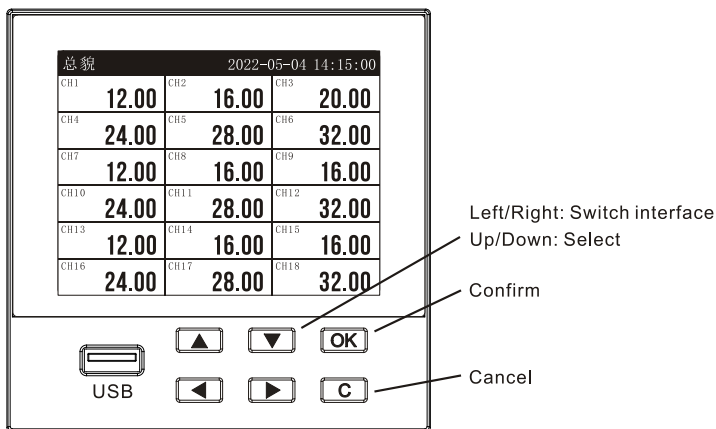 总貌 2022-05-04 14:15:00
CH1 12.00 CH2 16.00 CH3 20.00
CH4 24.00 CH5 28.00 CH6 32.00
CH7 12.00 CH8 16.00 CH9 16.00
CH10 24.00 CH11 28.00 CH12 32.00
CH13 12.00 CH14 16.00 CH15 16.00
CH16 24.00 CH17 28.00 CH18 32.00
Left/Right: Switch interface
Up/Down: Select
OK
Confirm
USB
C
Cancel